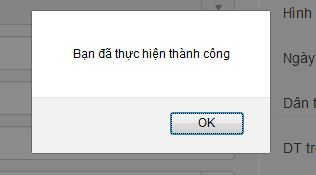 Hình
Bạn đã thực hiện thành công
Ngày
Dân t
OK
DT tr